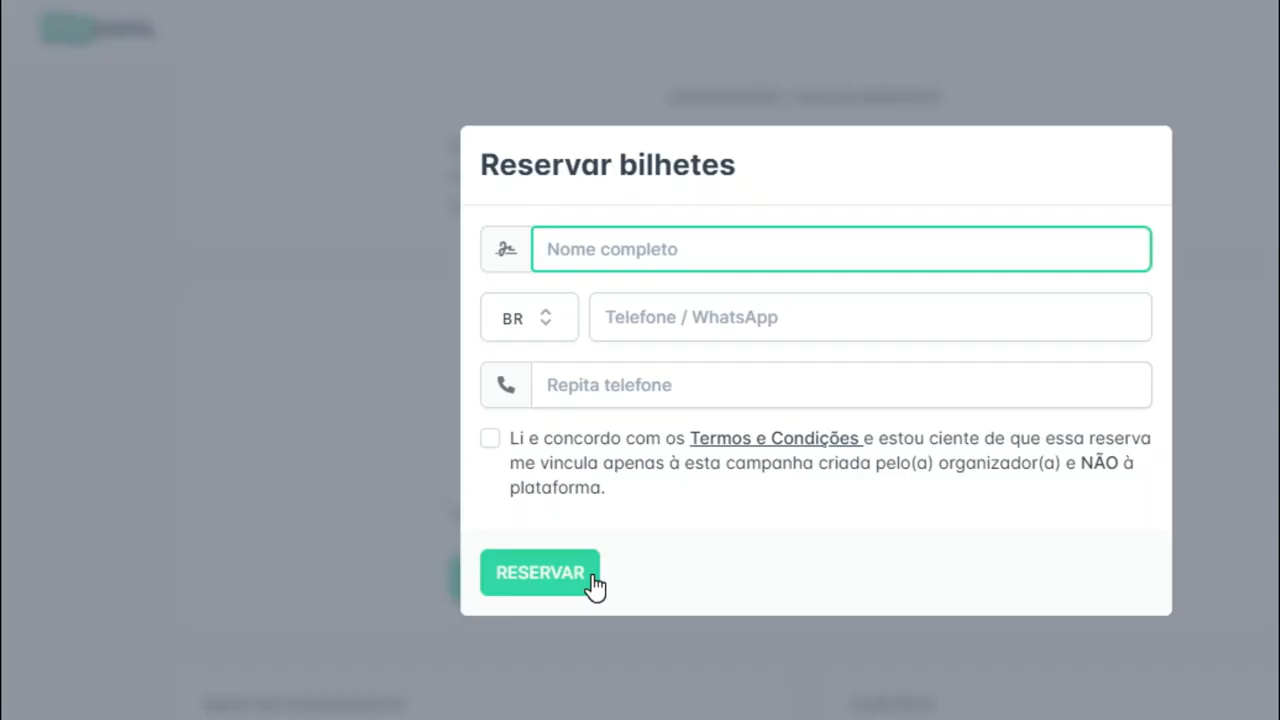 Reservar bilhetes
Nome completo
BR
Telefone / WhatsApp
Repita telefone
Li e concordo com os Termos e Condições e estou ciente de que essa reserva
me vincula apenas à esta campanha criada pelo(a) organizador(a) e NÃO à
plataforma.
RESERVAR